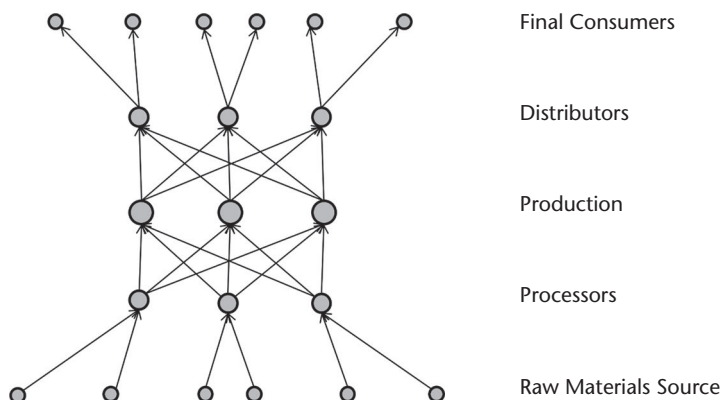 Final Consumers
Distributors
Production
Processors
Raw Materials Source